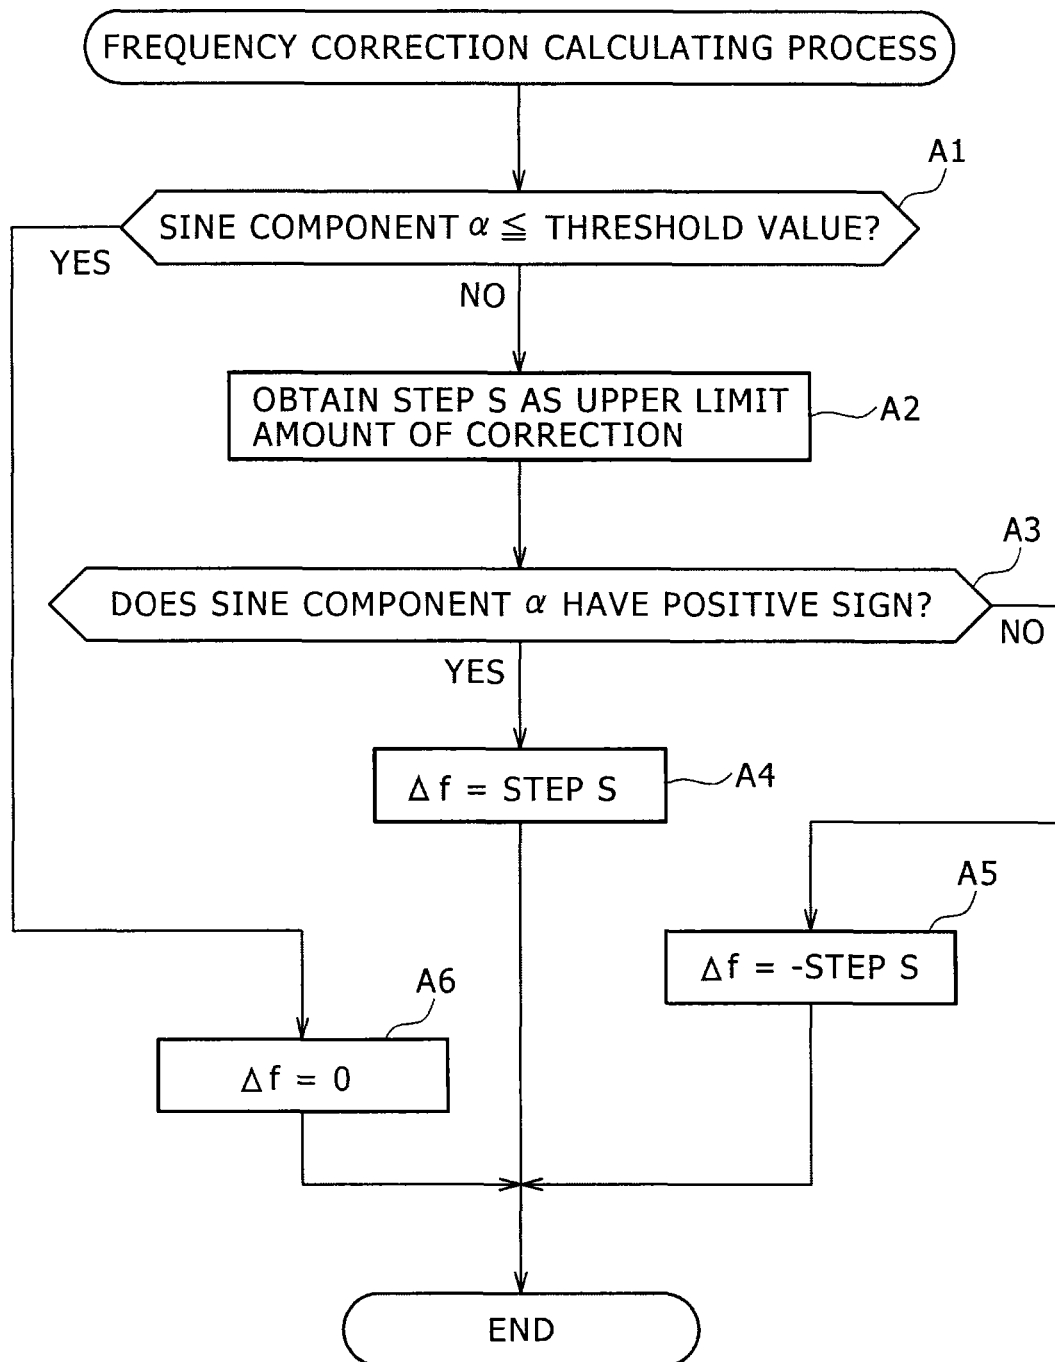 FREQUENCY CORRECTION CALCULATING PROCESS
A1
SINE COMPONENT α ≦ THRESHOLD VALUE?
YES
NO
OBTAIN STEP S AS UPPER LIMIT
AMOUNT OF CORRECTION
A2
A3
DOES SINE COMPONENT α HAVE POSITIVE SIGN?
NO
YES
Δf = STEP S
A4
A5
Δf = -STEP S
A6
Δf = 0
END